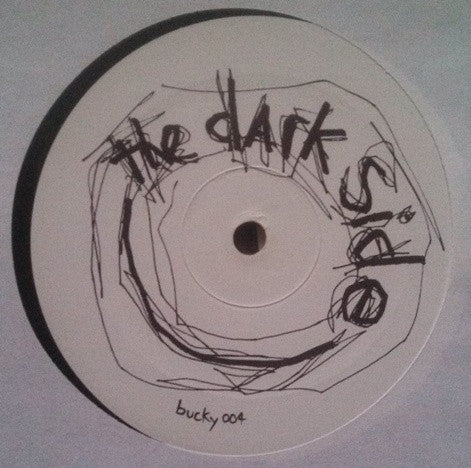 the dark side
bucky 004